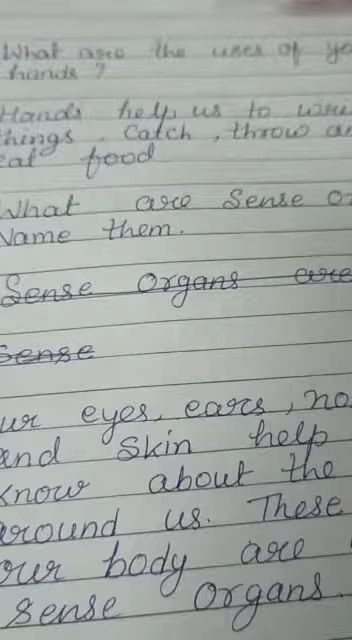 What are the uses of
hands ?
Hands help us to
things. Catch, throw
eat food
What are Sense
Name them.
Sense Organs are
Sense
eyes, ears,
and Skin help
know about the
around us. These
our body are
sense organs.